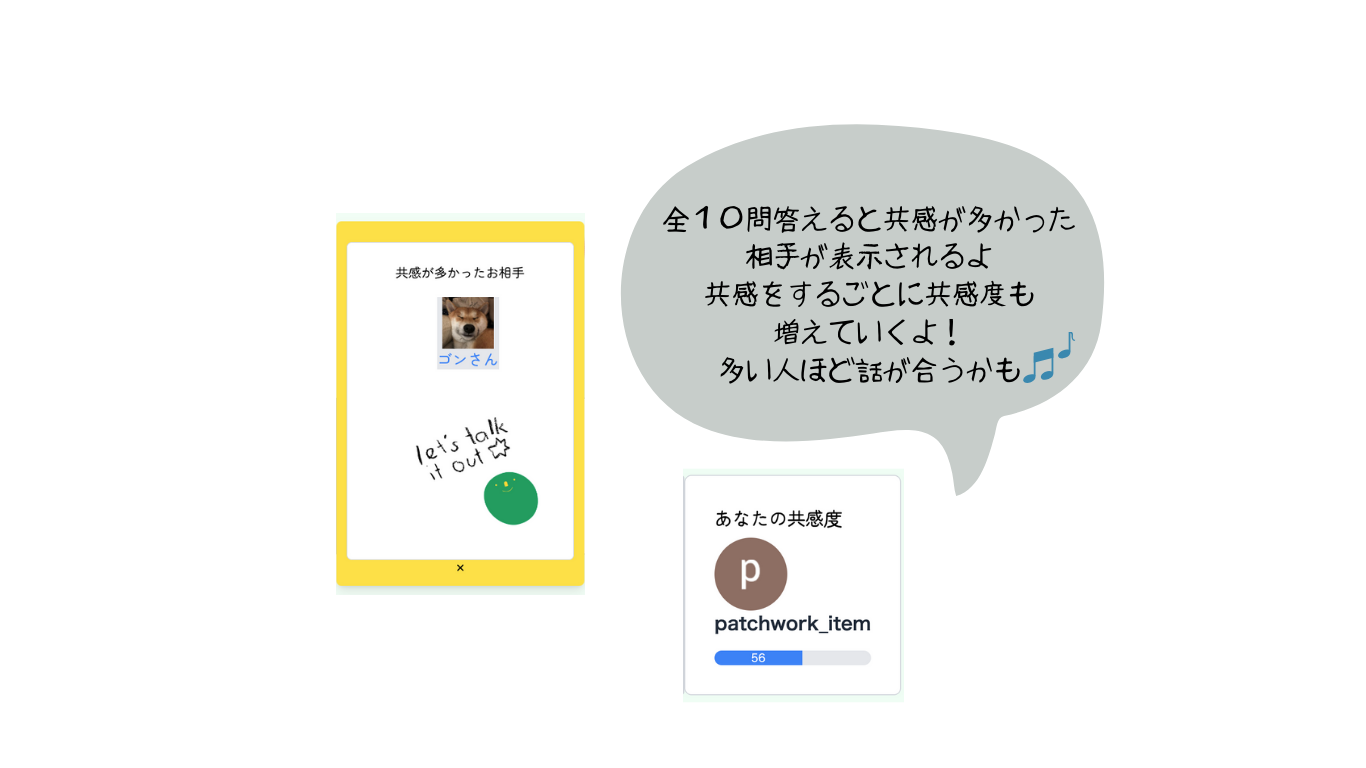 共感が多かったお相手
ゴンさん
let's talk
it out
×
全１０問答えると共感が多かった
相手が表示されるよ
共感をするごとに共感度も
増えていくよ！
多い人ほど話が合うかも
あなたの共感度
p
patchwork_item
56